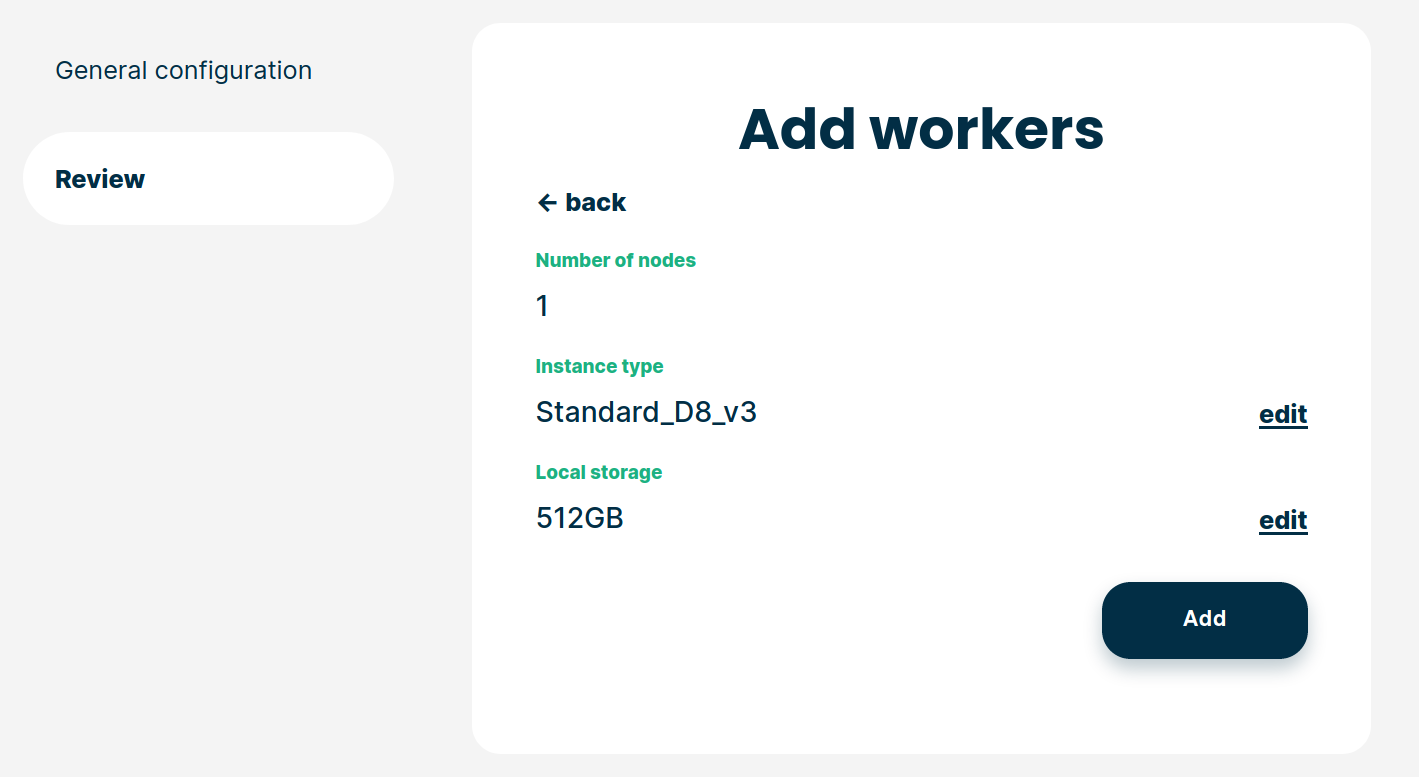 General configuration
Review
Add workers
← back
Number of nodes
1
Instance type
Standard_D8_v3
edit
Local storage
512GB
edit
Add